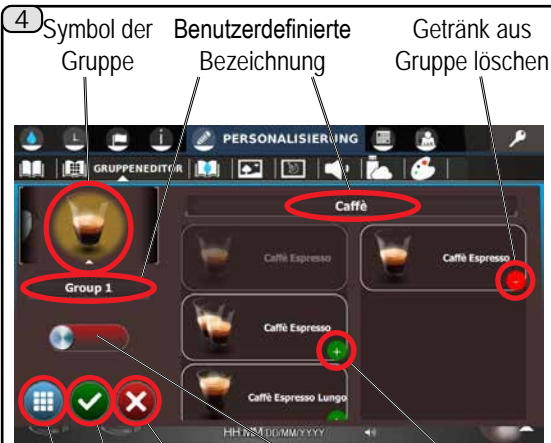 4
Symbol der Gruppe
Benutzerdefinierte Bezeichnung
Getränk aus Gruppe löschen
PERSONALISIERUNG
GRUPPENEDITOR
Caffè
Caffè Espresso
Caffè Espresso
Group 1
Caffè Espresso
Caffè Espresso Lungo
HH:MM DD/MM/YYYY